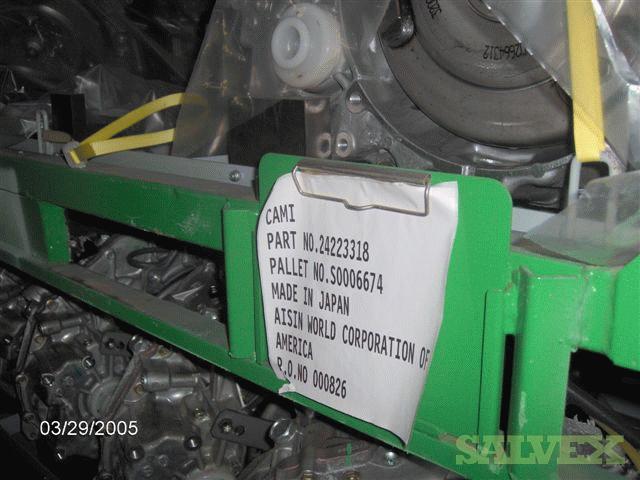 CAMI
PART NO.24223318
PALLET NO.S0006674
MADE IN JAPAN
AISIN WORLD CORPORATION OF
AMERICA
R.O.NO 000826
03/29/2005
SALVEX